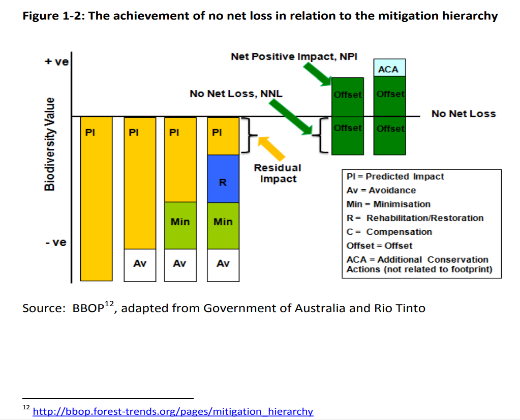 Figure 1-2: The achievement of no net loss in relation to the mitigation hierarchy
+ ve
Net Positive Impact, NPI
ACA
No Net Loss, NNL
Offset
Offset
No Net Loss
Biodiversity Value
PI
PI
PI
PI
Offset
Offset
Residual
Impact
R
Min
Min
- ve
Av
Av
Av
PI = Predicted Impact
Av = Avoidance
Min = Minimisation
R = Rehabilitation/Restoration
C = Compensation
Offset = Offset
ACA = Additional Conservation
Actions (not related to footprint)
Source: BBOP12, adapted from Government of Australia and Rio Tinto
12 http://bbop.forest-trends.org/pages/mitigation_hierarchy